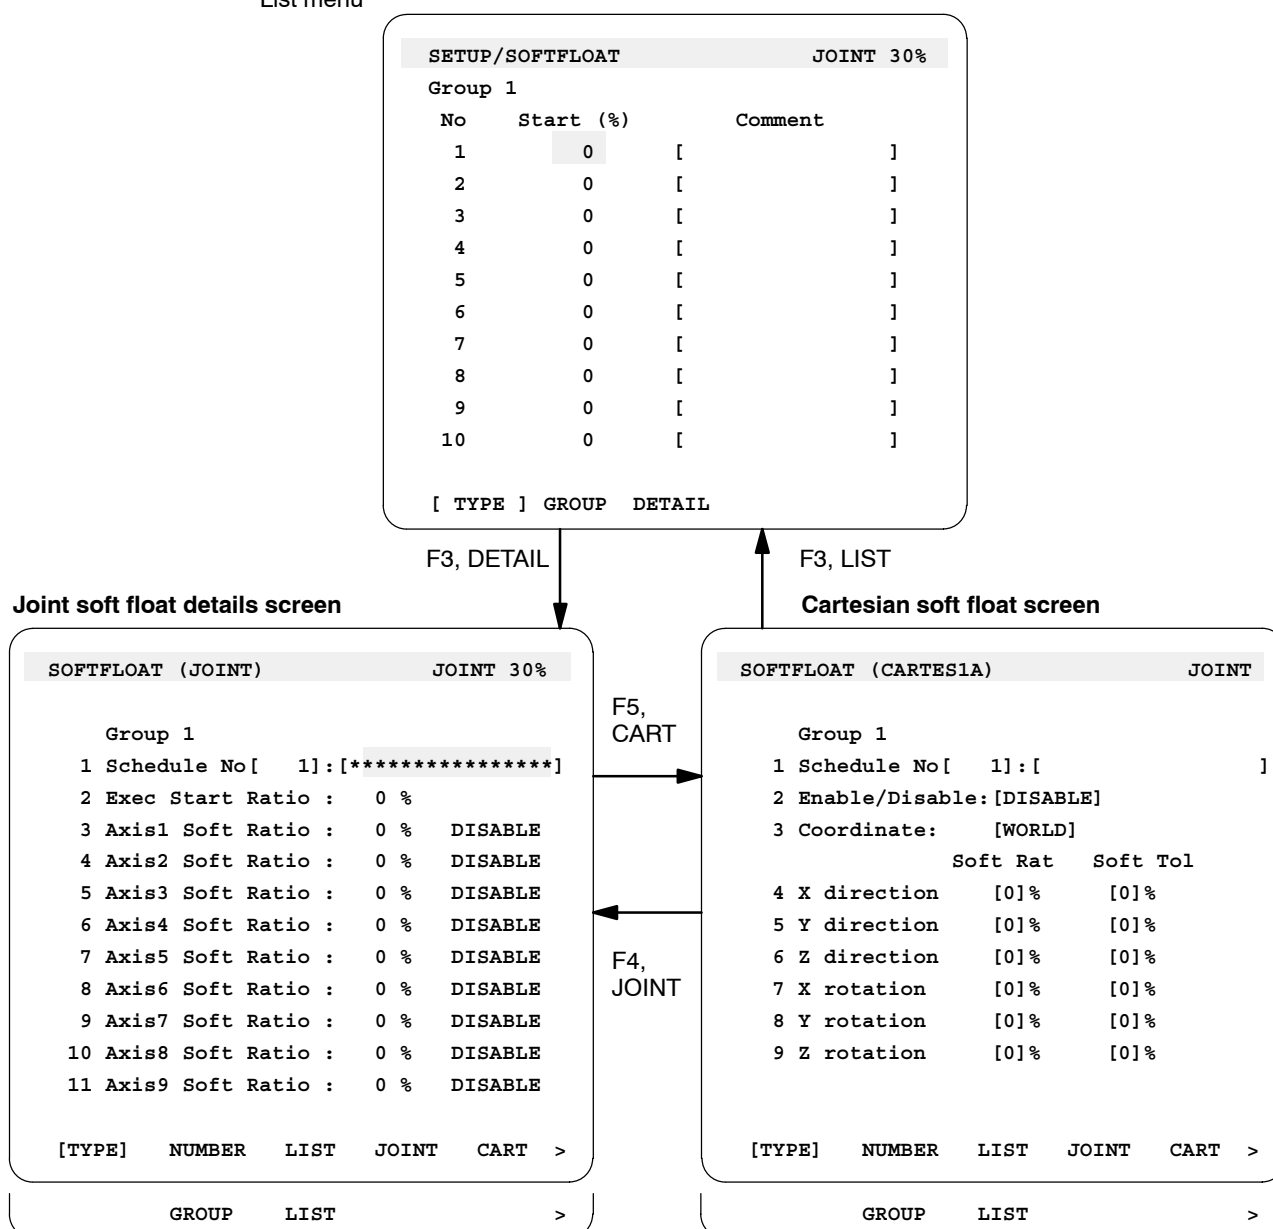 List menu
SETUP/SOFTFLOAT JOINT 30%
Group 1
No Start (%) Comment
1 0 [ ]
2 0 [ ]
3 0 [ ]
4 0 [ ]
5 0 [ ]
6 0 [ ]
7 0 [ ]
8 0 [ ]
9 0 [ ]
10 0 [ ]
[ TYPE ] GROUP DETAIL
F3, DETAIL
F3, LIST
Joint soft float details screen
SOFTFLOAT (JOINT) JOINT 30%
Group 1
1 Schedule No[ 1]:[****************]
2 Exec Start Ratio : 0 %
3 Axis1 Soft Ratio : 0 % DISABLE
4 Axis2 Soft Ratio : 0 % DISABLE
5 Axis3 Soft Ratio : 0 % DISABLE
6 Axis4 Soft Ratio : 0 % DISABLE
7 Axis5 Soft Ratio : 0 % DISABLE
8 Axis6 Soft Ratio : 0 % DISABLE
9 Axis7 Soft Ratio : 0 % DISABLE
10 Axis8 Soft Ratio : 0 % DISABLE
11 Axis9 Soft Ratio : 0 % DISABLE
[TYPE] NUMBER LIST JOINT CART >
GROUP LIST >
F5,
CART
F4,
JOINT
Cartesian soft float screen
SOFTFLOAT (CARTES1A) JOINT
Group 1
1 Schedule No[ 1]:[ ]
2 Enable/Disable:[DISABLE]
3 Coordinate: [WORLD]
Soft Rat Soft Tol
4 X direction [0]% [0]%
5 Y direction [0]% [0]%
6 Z direction [0]% [0]%
7 X rotation [0]% [0]%
8 Y rotation [0]% [0]%
9 Z rotation [0]% [0]%
[TYPE] NUMBER LIST JOINT CART >
GROUP LIST >